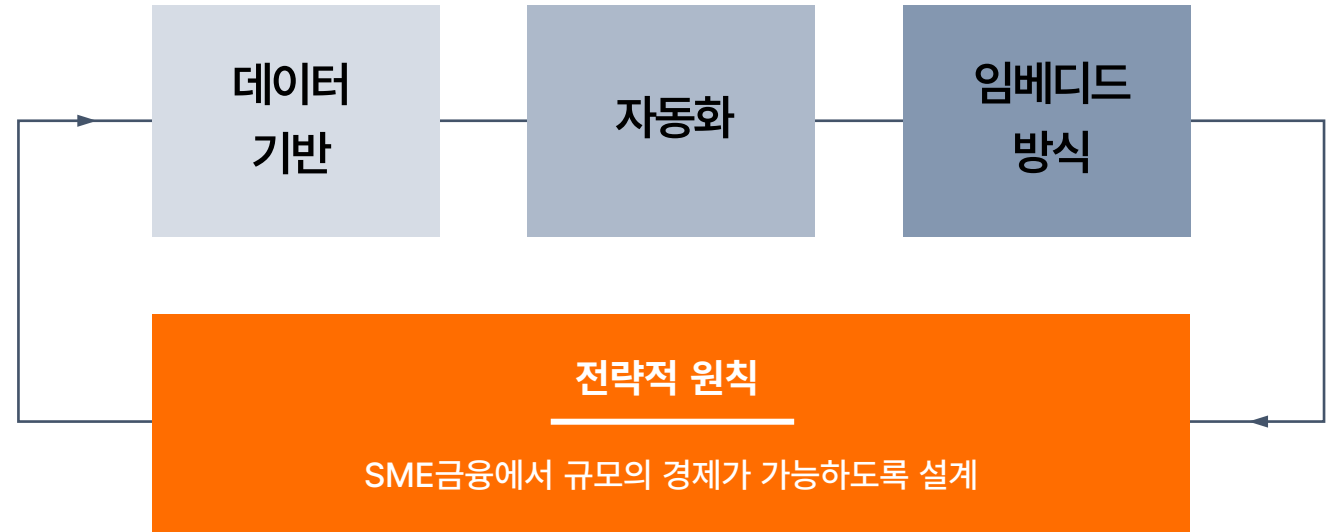 데이터
기반
자동화
임베디드
방식
전략적 원칙
SME금융에서 규모의 경제가 가능하도록 설계